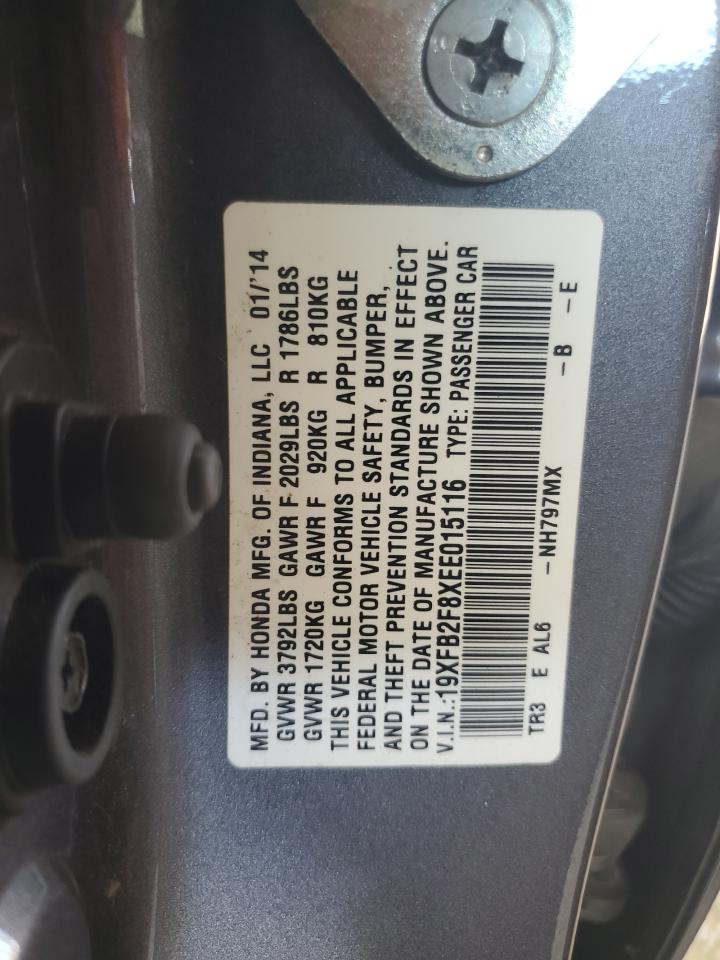 MFD. BY HONDA MFG. OF INDIANA, LLC 01/'14
GVWR 3792LBS GAWR F 2029LBS R 1786LBS
GVWR 1720KG GAWR F 920KG R 810KG
THIS VEHICLE CONFORMS TO ALL APPLICABLE
FEDERAL MOTOR VEHICLE SAFETY, BUMPER,
AND THEFT PREVENTION STANDARDS IN EFFECT
ON THE DATE OF MANUFACTURE SHOWN ABOVE.
V.I.N.:19XFB2F8XEE015116 TYPE: PASSENGER CAR
TR3 E AL6 -NH797MX -B -E